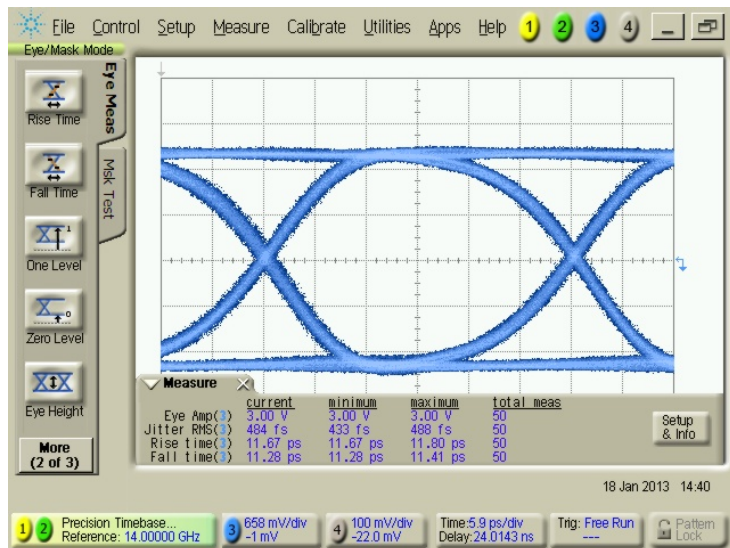 File Control Setup Measure Calibrate Utilities Apps Help 1 2 3 4
Eye/Mask Mode
Eye Meas
Msk Test
Rise Time
Fall Time
One Level
Zero Level
Eye Height
More
(2 of 3)
Measure
current minimum maximum total meas
Eye Amp(3) 3.00 V 3.00 V 3.00 V 50
Jitter RMS(3) 484 fs 433 fs 488 fs 50
Rise time(3) 11.67 ps 11.67 ps 11.80 ps 50
Fall time(3) 11.28 ps 11.28 ps 11.41 ps 50
Setup
& Info
18 Jan 2013 14:40
1 2 Precision Timebase...
Reference: 14.00000 GHz
3 658 mV/div
-1 mV
4 100 mV/div
-22.0 mV
Time:5.9 ps/div
Delay:24.0143 ns
Trig: Free Run
---
Pattern
Lock